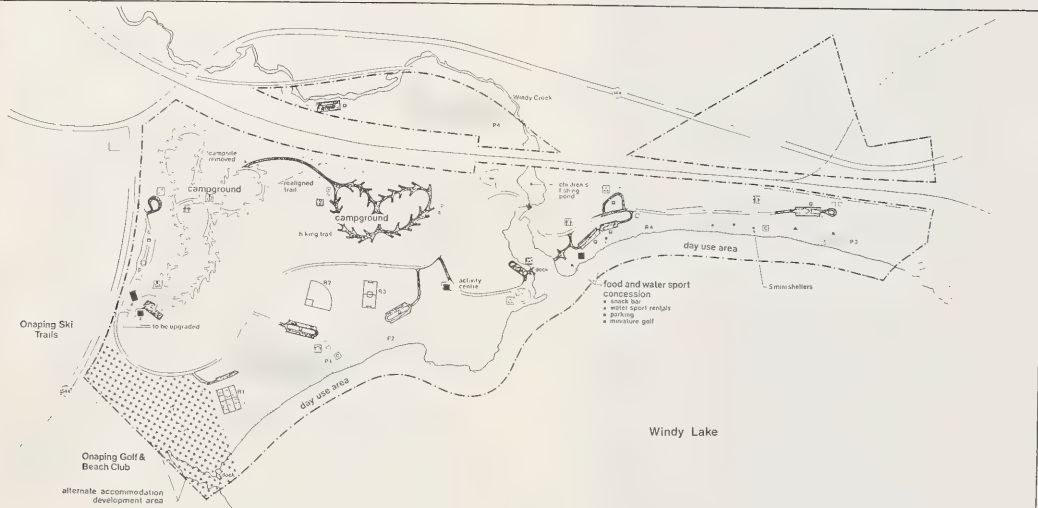 Windy Creek
P4
campsite
removed
campground
realigned
trail
campground
hiking trail
children's
fishing
pond
R4
day use area
P3
5 mini shelters
dock
activity
centre
food and water sport
concession
• snack bar
• water sport rentals
• parking
• miniature golf
R2
R3
to be upgraded
Onaping Ski
Trails
P1
P2
R1
day use area
Windy Lake
Onaping Golf &
Beach Club
dock
alternate accommodation
development area